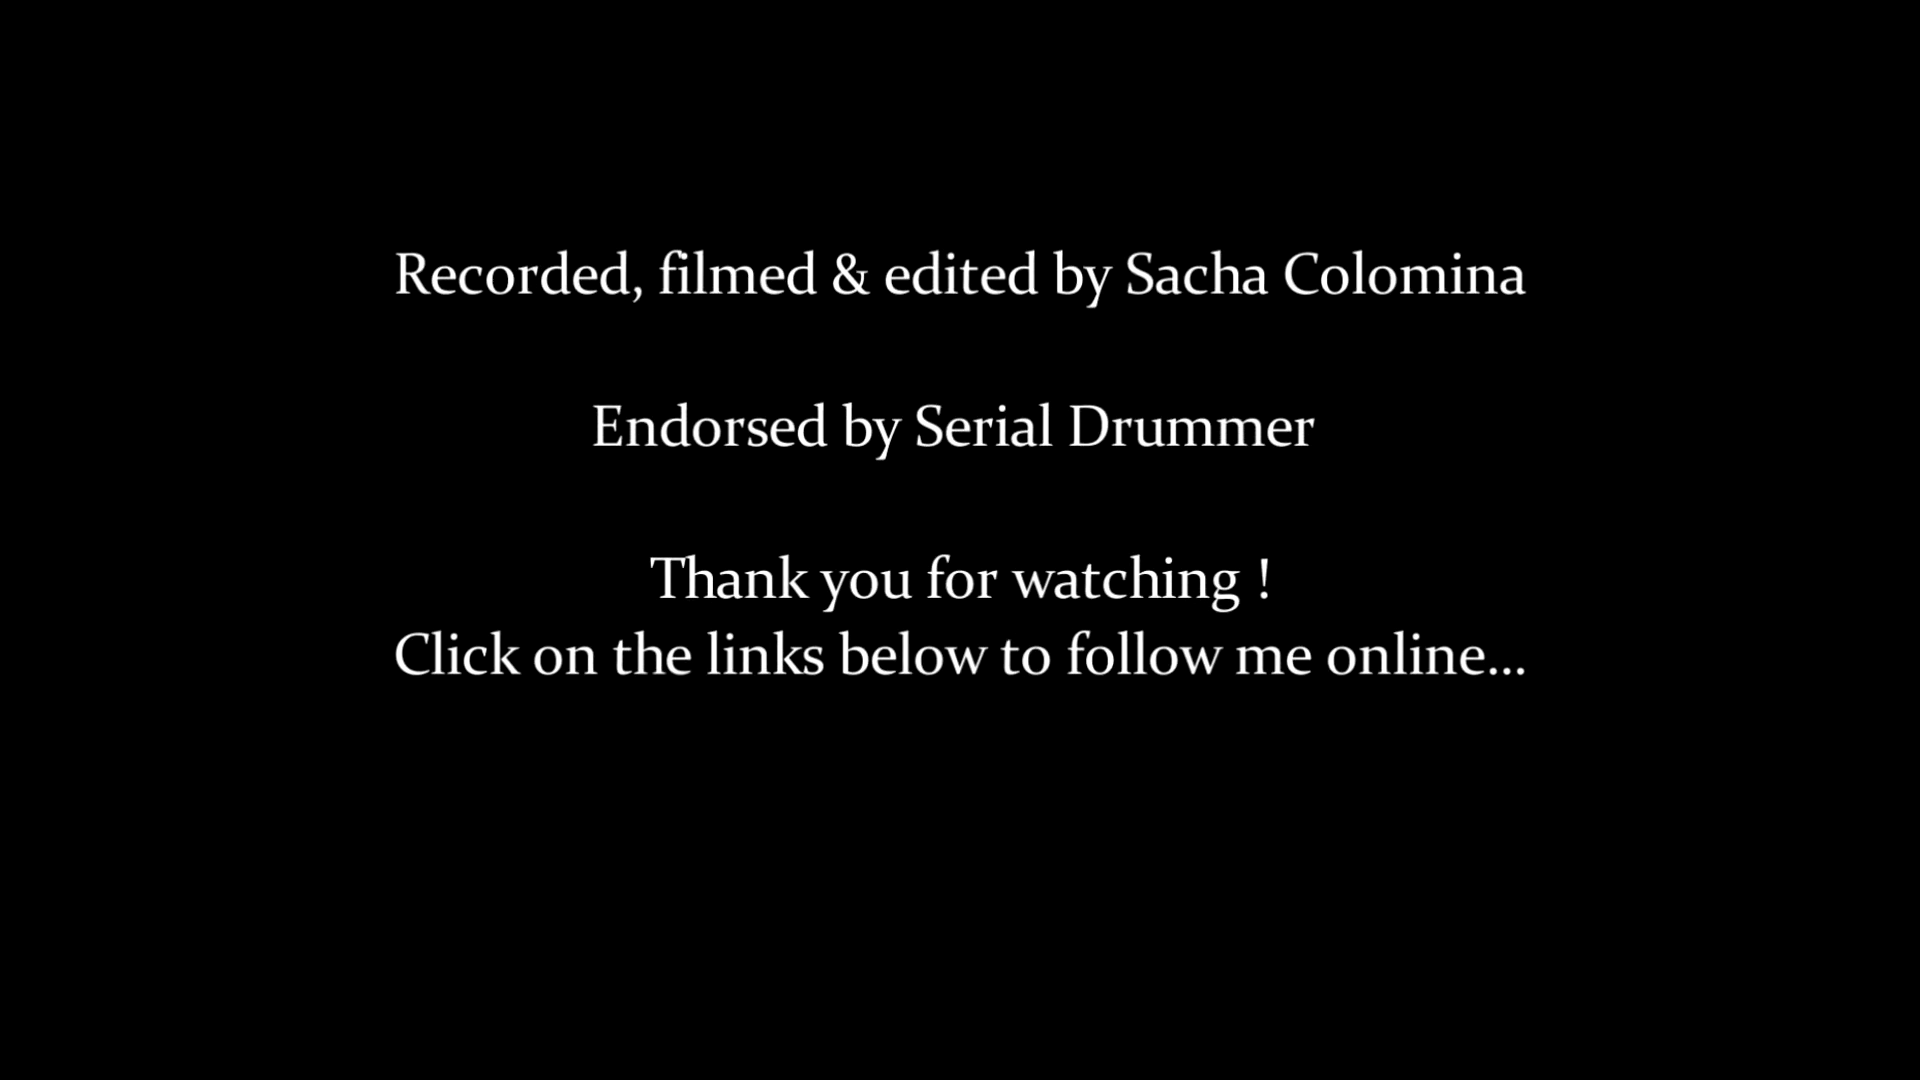 Recorded, filmed & edited by Sacha Colomina
Endorsed by Serial Drummer
Thank you for watching !
Click on the links below to follow me online...